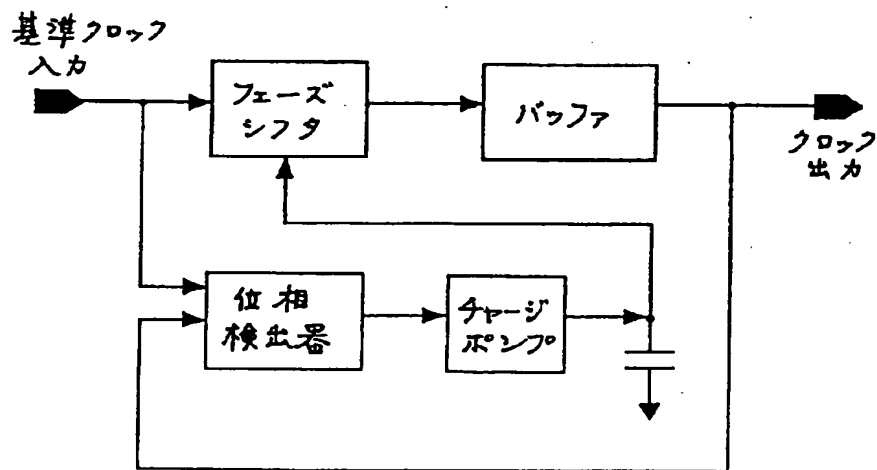 基準クロック
入力
フェーズ
シフタ
バッファ
クロック
出力
位相
検出器
チャージ
ポンプ